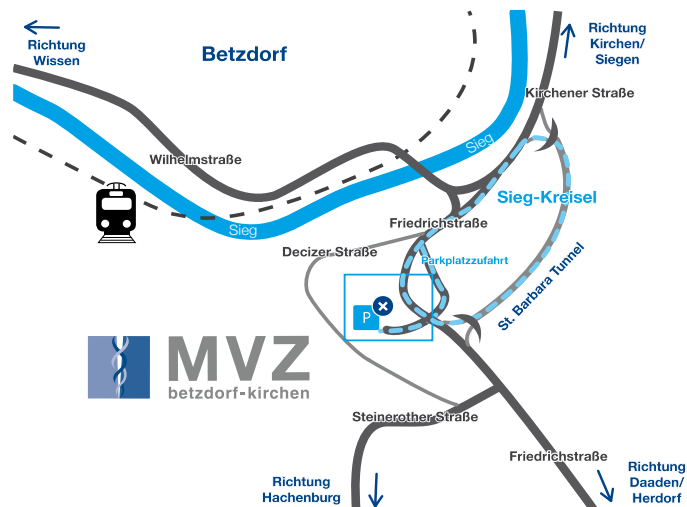 Richtung
Wissen
Betzdorf
Richtung
Kirchen/
Siegen
Kirchener Straße
Wilhelmstraße
Sieg
Sieg-Kreisel
Friedrichstraße
Sieg
Decizer Straße
Parkplatzzufahrt
St. Barbara Tunnel
P
MVZ
betzdorf-kirchen
Steinerother Straße
Friedrichstraße
Richtung
Hachenburg
Richtung
Daaden/
Herdorf